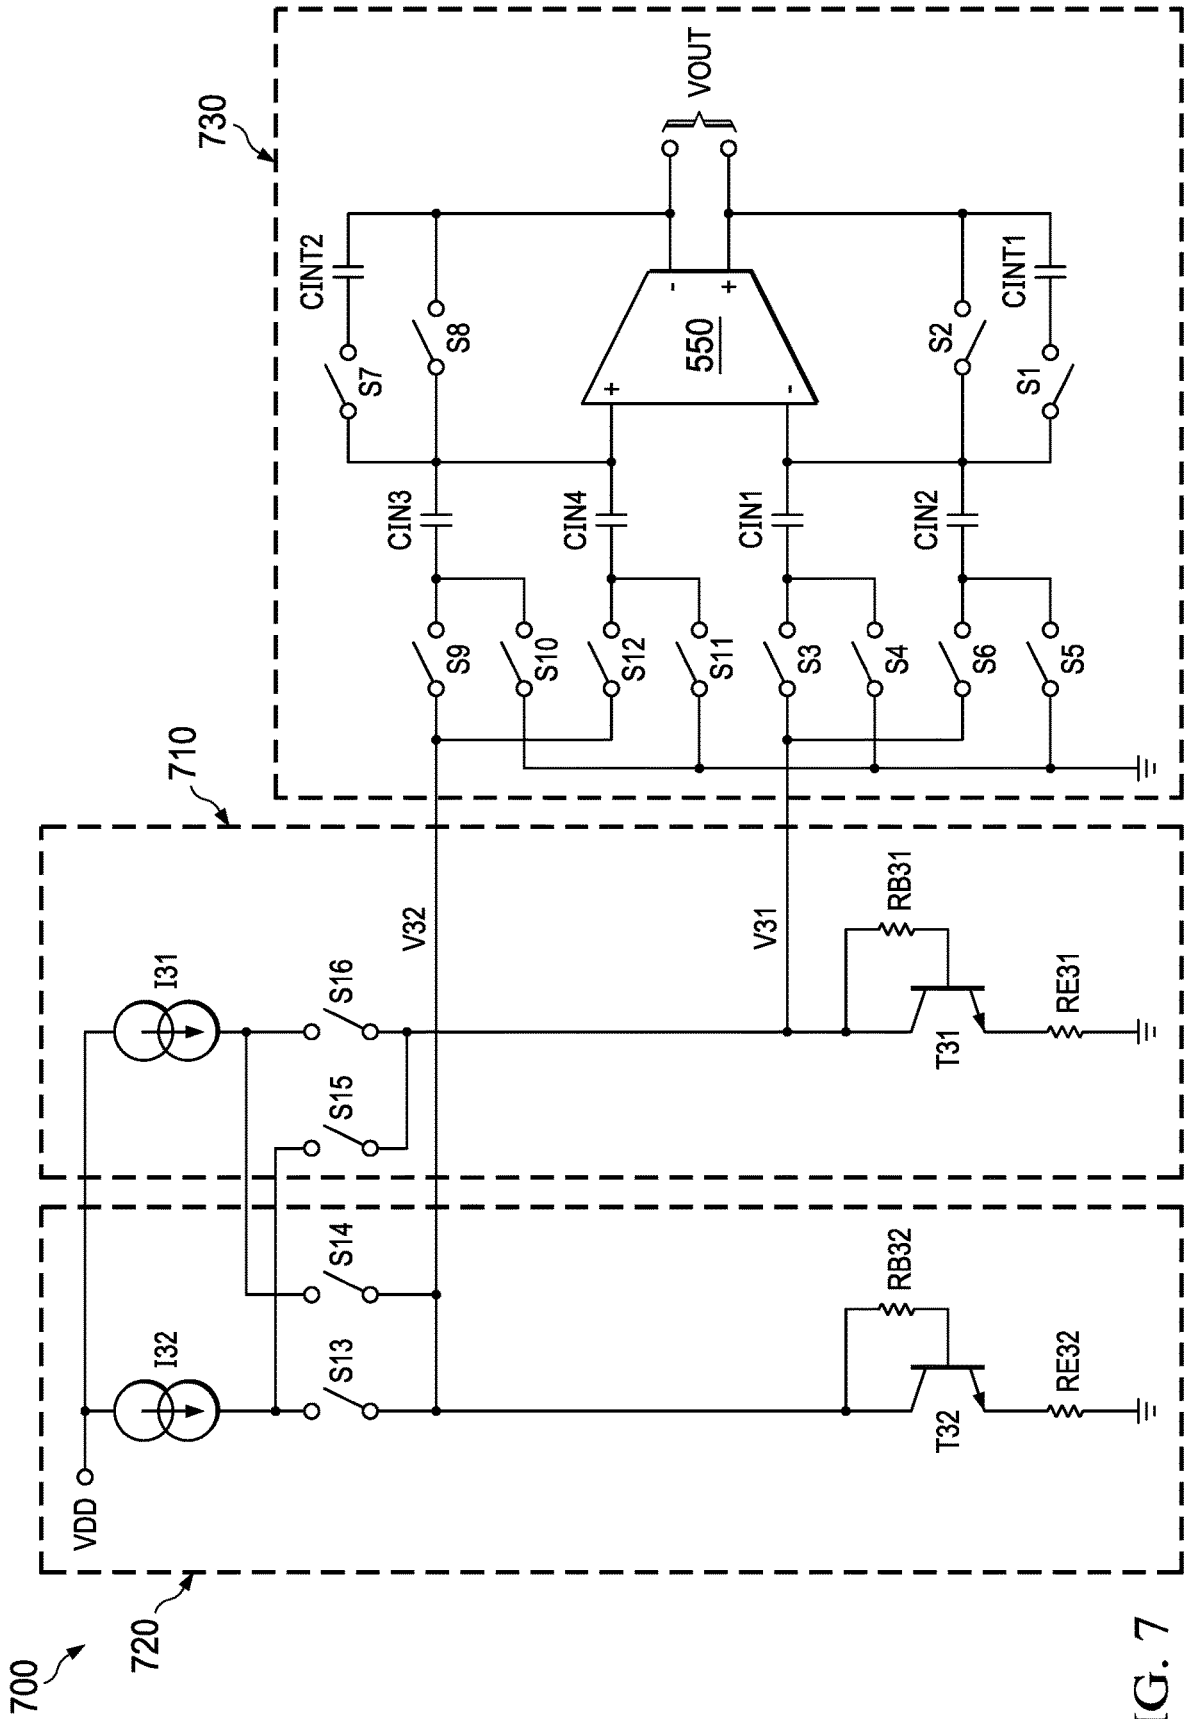 700
720
710
730
VDD
I32
I31
S13
S14
S15
S16
V32
V31
RB32
T32
RE32
RB31
T31
RE31
S9
S10
S12
S11
S3
S4
S6
S5
CIN3
CIN4
CIN1
CIN2
S7
CINT2
S8
+
-
550
-
+
S2
S1
CINT1
VOUT
IG. 7